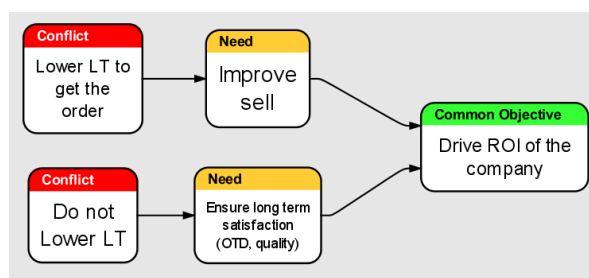 Conflict
Lower LT to
get the
order
Need
Improve
sell
Common Objective
Drive ROI of the
company
Conflict
Do not
Lower LT
Need
Ensure long term
satisfaction
(OTD, quality)